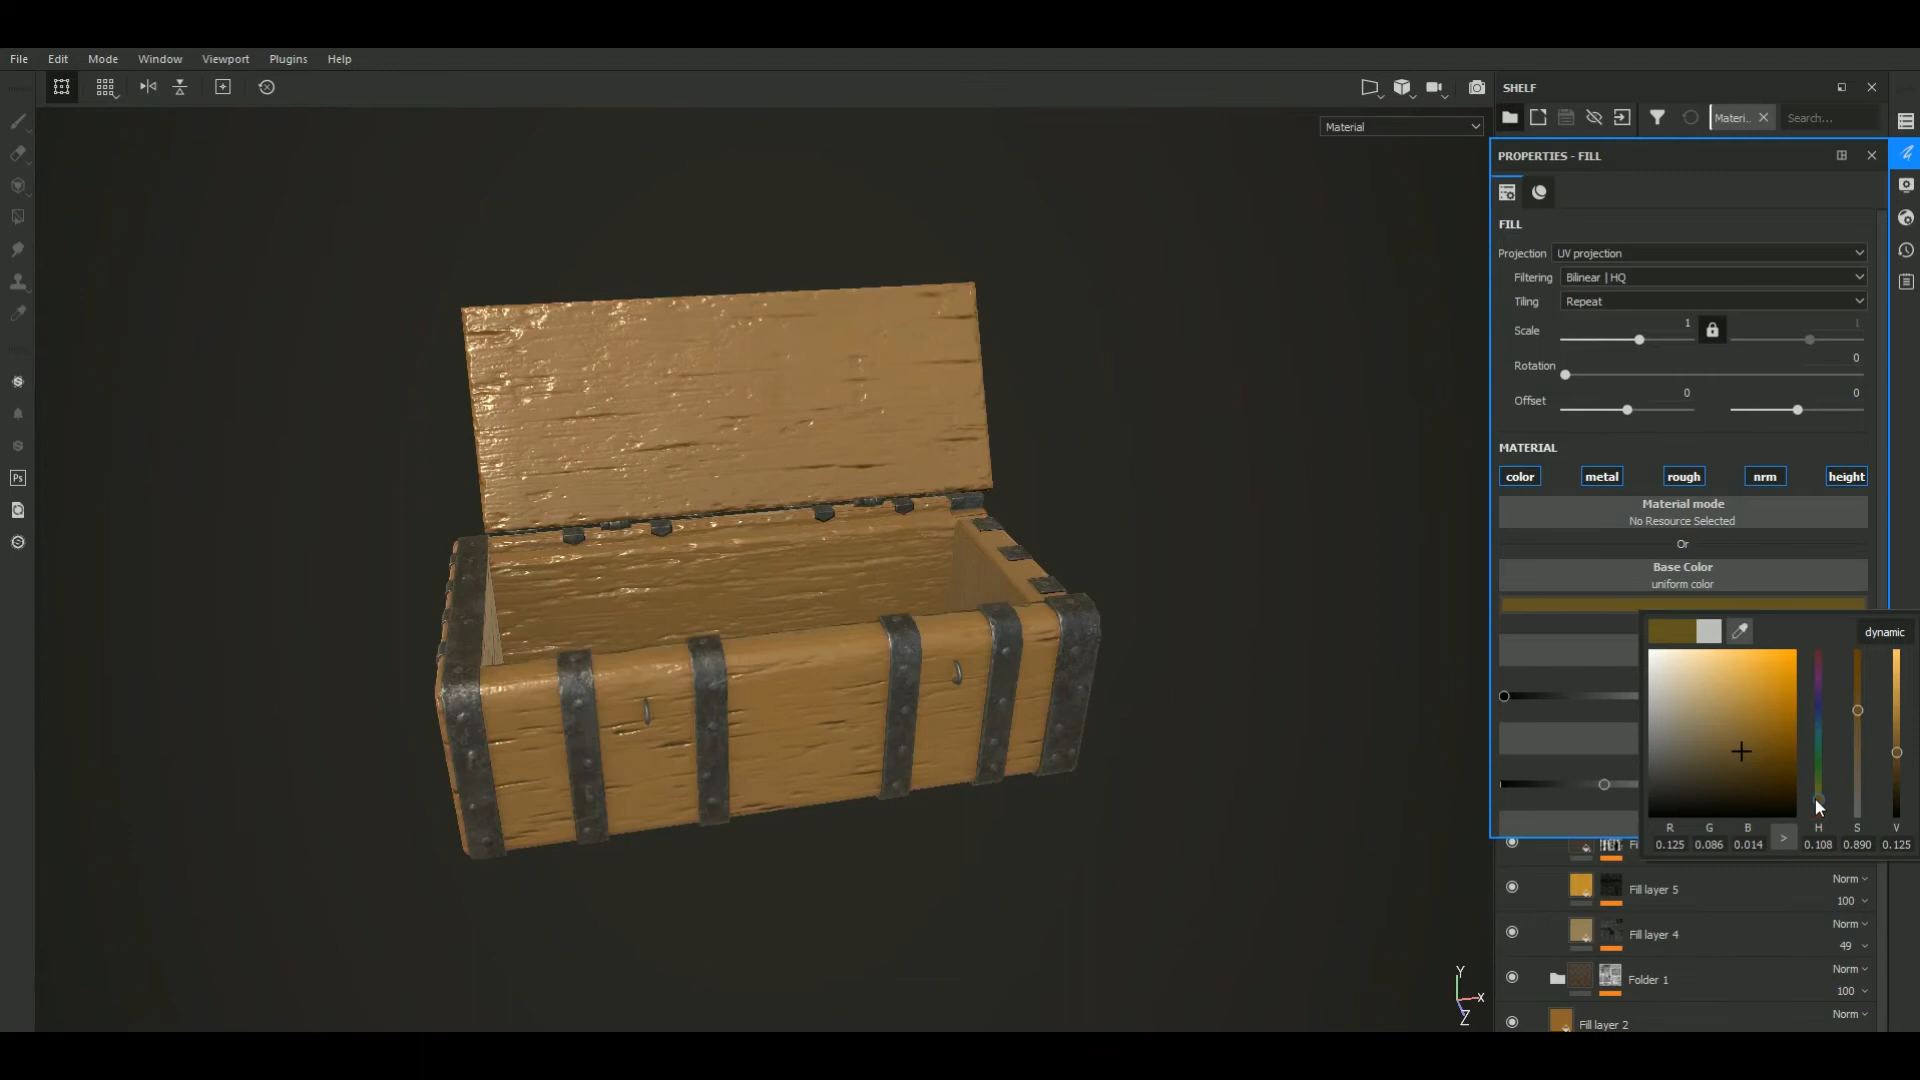 File Edit Mode Window Viewport Plugins Help
SHELF
Materi.. Search...
Material
PROPERTIES - FILL
FILL
Projection UV projection
Filtering Bilinear | HQ
Tiling Repeat
Scale 1 1
Rotation 0
Offset 0 0
MATERIAL
color metal rough nrm height
Material mode
No Resource Selected
Or
Base Color
uniform color
dynamic
R G B > H S V
0.125 0.086 0.014 0.108 0.890 0.125
Ps
Fi
Fill layer 5 Norm
100
Fill layer 4 Norm
49
Folder 1 Norm
100
Fill layer 2 Norm
Y
X
Z